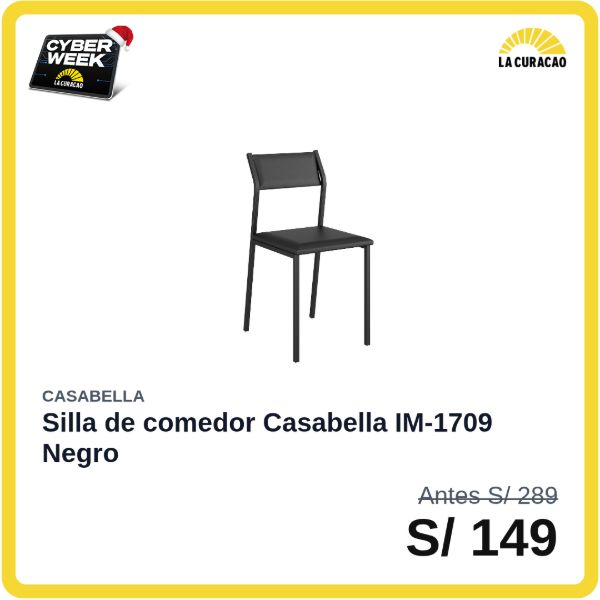 CYBER
WEEK
LA CURACAO
LA CURACAO
CASABELLA
Silla de comedor Casabella IM-1709
Negro
Antes S/ 289
S/ 149